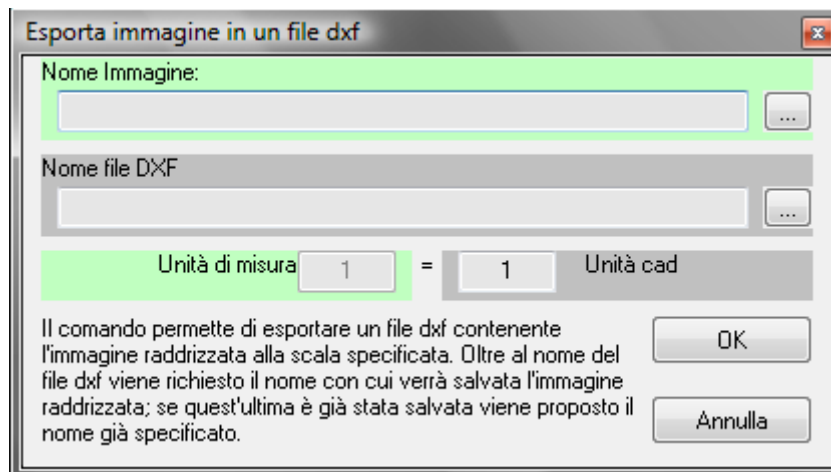 Esporta immagine in un file dxf
Nome Immagine:
...
Nome file DXF
...
Unità di misura 1 = 1 Unità cad
Il comando permette di esportare un file dxf contenente
l'immagine raddrizzata alla scala specificata. Oltre al nome del
file dxf viene richiesto il nome con cui verrà salvata l'immagine
raddrizzata; se quest'ultima è già stata salvata viene proposto il
nome già specificato.
OK
Annulla